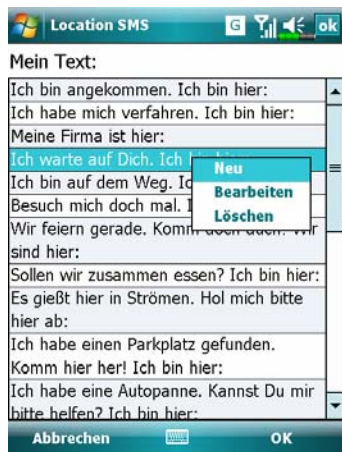 Location SMS
G
ok
Mein Text:
Ich bin angekommen. Ich bin hier:
Ich habe mich verfahren. Ich bin hier:
Meine Firma ist hier:
Ich warte auf Dich. Ich
Neu
Ich bin auf dem Weg.
Bearbeiten
Besuch mich doch mal.
Löschen
Wir feiern gerade. Komm doch auch! Wir
sind hier:
Sollen wir zusammen essen? Ich bin hier:
Es gießt hier in Strömen. Hol mich bitte
hier ab:
Ich habe einen Parkplatz gefunden.
Komm hier her! Ich bin hier:
Ich habe eine Autopanne. Kannst Du mir
bitte helfen? Ich bin hier:
Abbrechen
OK